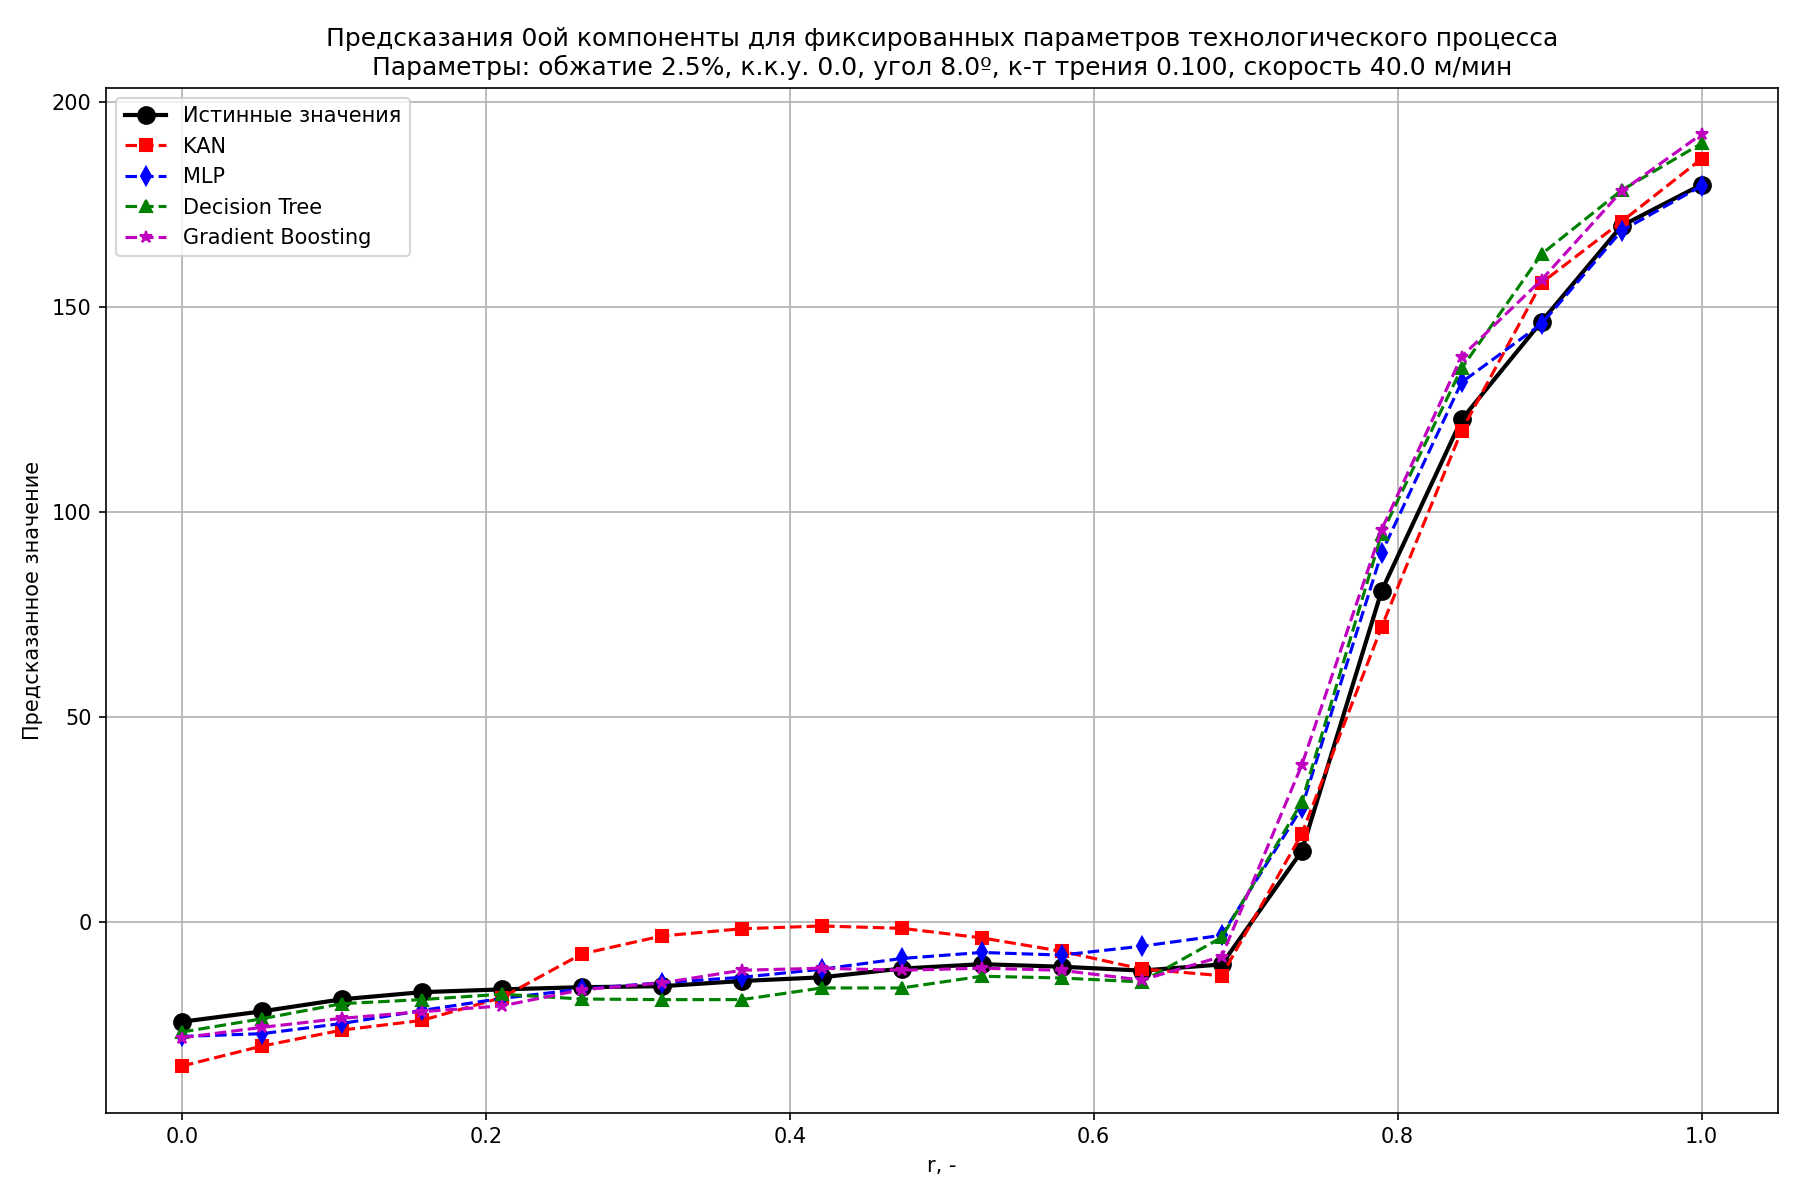 Предсказания 0ой компоненты для фиксированных параметров технологического процесса
Параметры: обжатие 2.5%, к.к.у. 0.0, угол 8.0º, к-т трения 0.100, скорость 40.0 м/мин
Истинные значения
KAN
MLP
Decision Tree
Gradient Boosting
Предсказанное значение
200
150
100
50
0
0.0
0.2
0.4
0.6
0.8
1.0
r, -